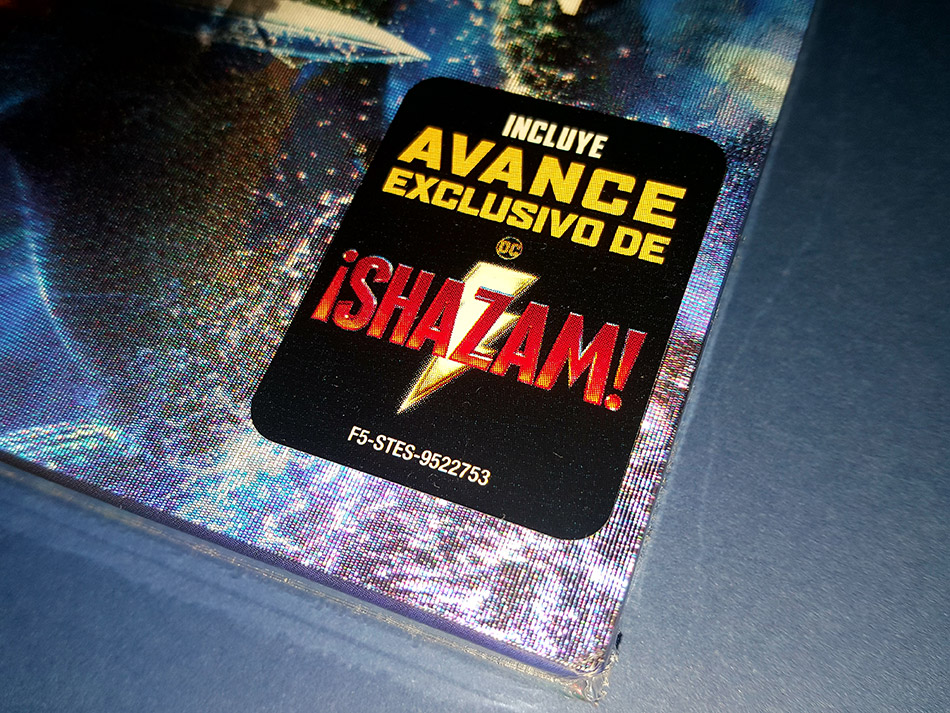 INCLUYE
AVANCE
EXCLUSIVO DE
DC
¡SHAZAM!
F5-STES-9522753